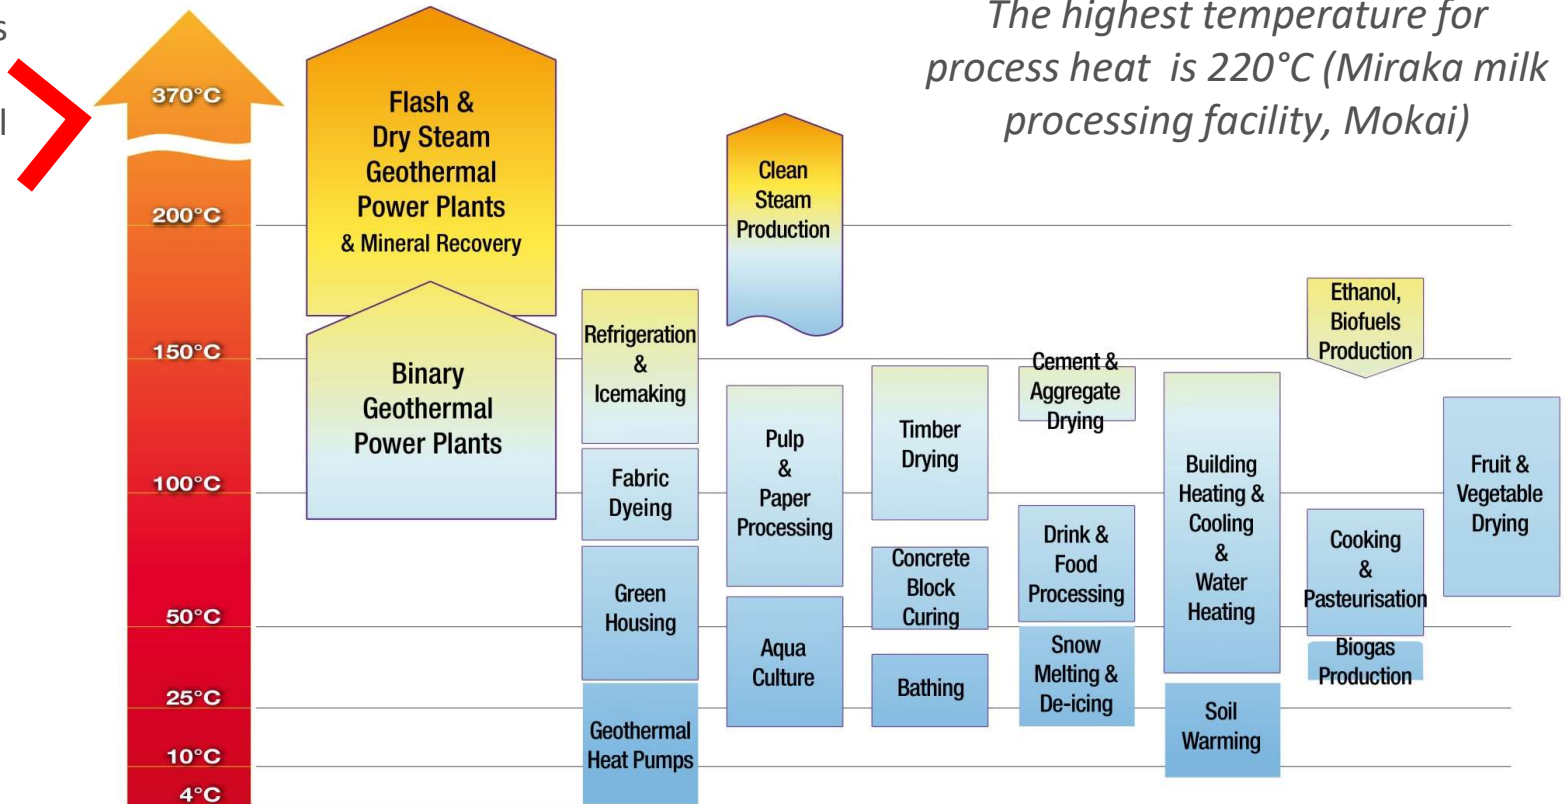 s
l
The highest temperature for
process heat is 220°C (Miraka milk
processing facility, Mokai)
370°C
200°C
150°C
100°C
50°C
25°C
10°C
4°C
Flash &
Dry Steam
Geothermal
Power Plants
& Mineral Recovery
Binary
Geothermal
Power Plants
Refrigeration
&
Icemaking
Fabric
Dyeing
Green
Housing
Geothermal
Heat Pumps
Clean
Steam
Production
Pulp
&
Paper
Processing
Aqua
Culture
Timber
Drying
Concrete
Block
Curing
Bathing
Cement &
Aggregate
Drying
Drink &
Food
Processing
Snow
Melting &
De-icing
Building
Heating &
Cooling
&
Water
Heating
Soil
Warming
Ethanol,
Biofuels
Production
Cooking
&
Pasteurisation
Biogas
Production
Fruit &
Vegetable
Drying